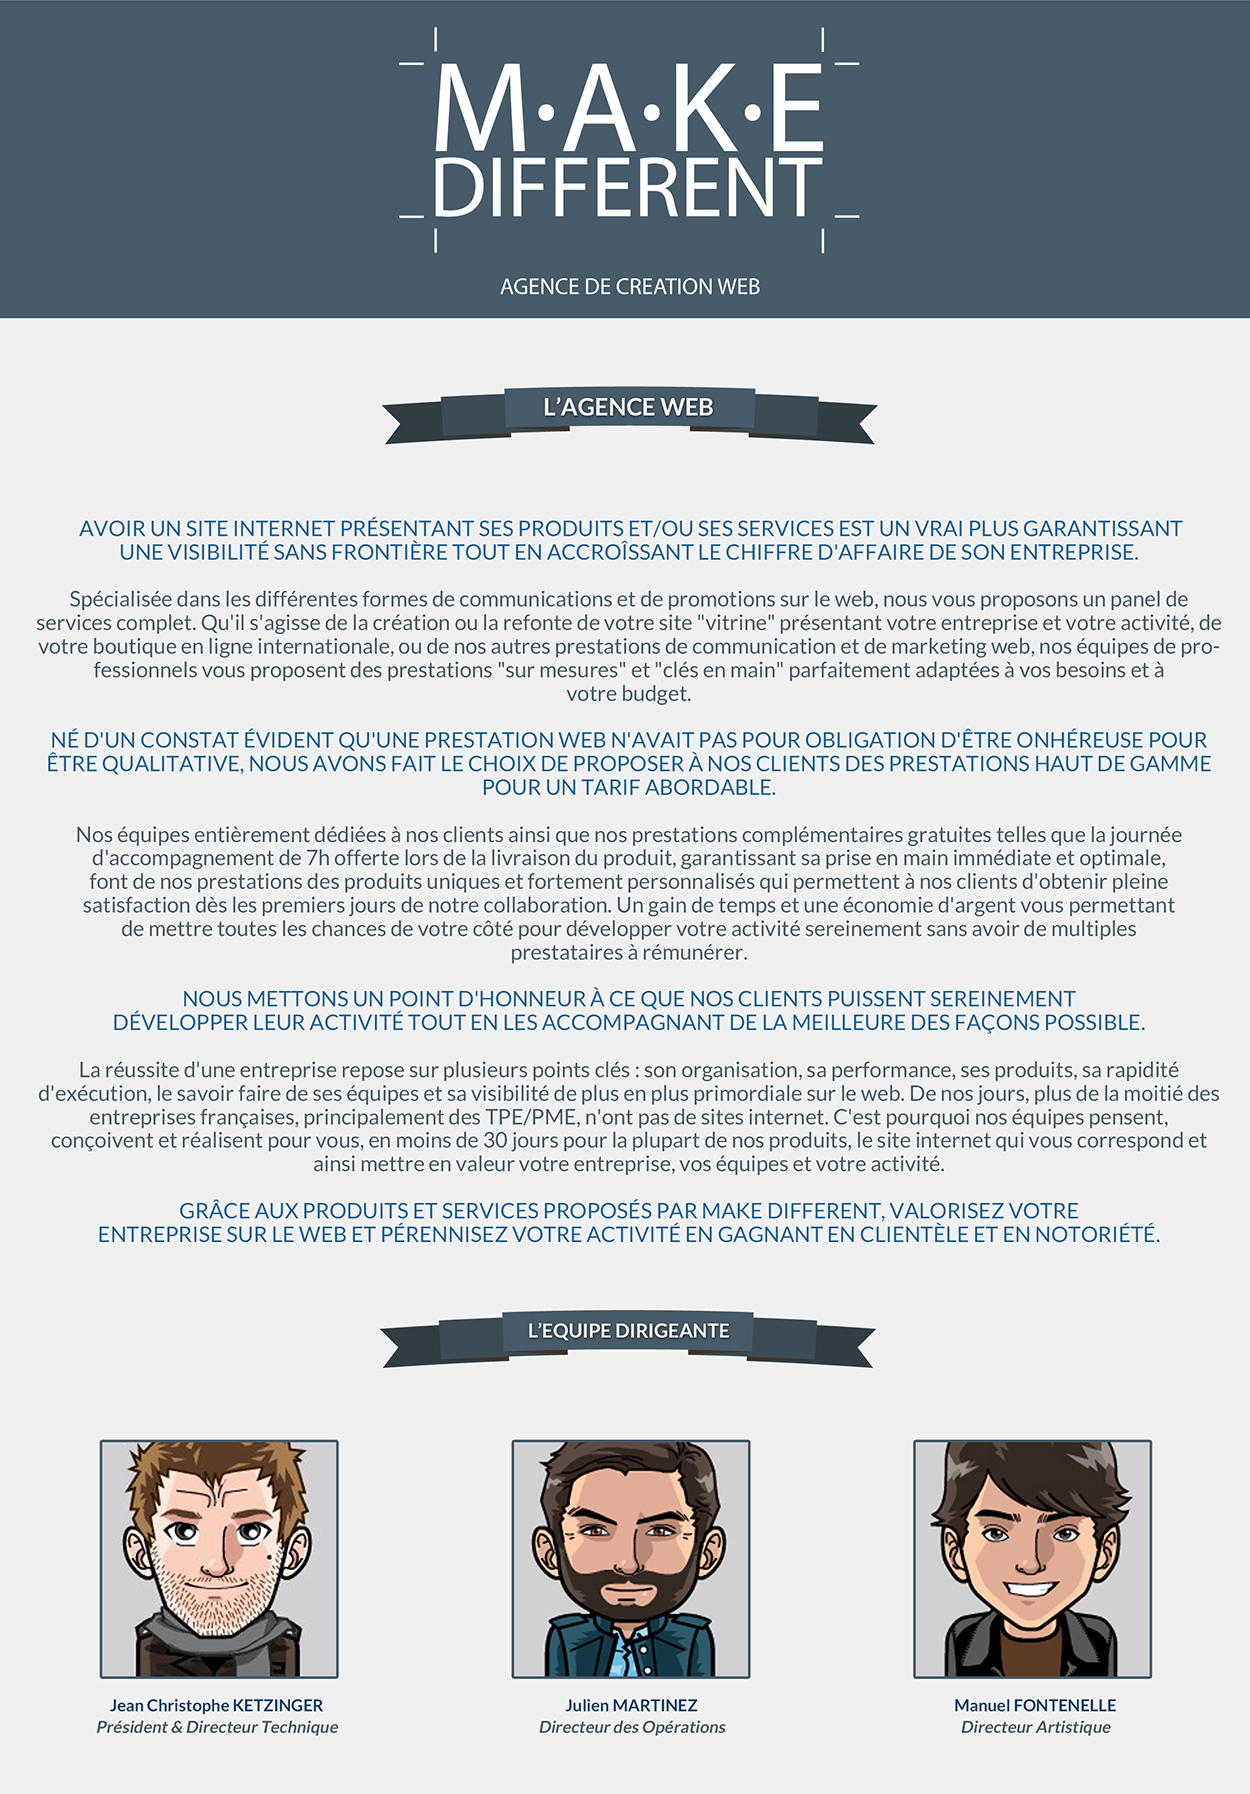 M·A·K·E
DIFFERENT
AGENCE DE CREATION WEB
L’AGENCE WEB
AVOIR UN SITE INTERNET PRÉSENTANT SES PRODUITS ET/OU SES SERVICES EST UN VRAI PLUS GARANTISSANT
UNE VISIBILITÉ SANS FRONTIÈRE TOUT EN ACCROÎSSANT LE CHIFFRE D'AFFAIRE DE SON ENTREPRISE.
Spécialisée dans les différentes formes de communications et de promotions sur le web, nous vous proposons un panel de
services complet. Qu'il s'agisse de la création ou la refonte de votre site "vitrine" présentant votre entreprise et votre activité, de
votre boutique en ligne internationale, ou de nos autres prestations de communication et de marketing web, nos équipes de pro-
fessionnels vous proposent des prestations "sur mesures" et "clés en main" parfaitement adaptées à vos besoins et à
votre budget.
NÉ D'UN CONSTAT ÉVIDENT QU'UNE PRESTATION WEB N'AVAIT PAS POUR OBLIGATION D'ÊTRE ONHÉREUSE POUR
ÊTRE QUALITATIVE, NOUS AVONS FAIT LE CHOIX DE PROPOSER À NOS CLIENTS DES PRESTATIONS HAUT DE GAMME
POUR UN TARIF ABORDABLE.
Nos équipes entièrement dédiées à nos clients ainsi que nos prestations complémentaires gratuites telles que la journée
d'accompagnement de 7h offerte lors de la livraison du produit, garantissant sa prise en main immédiate et optimale,
font de nos prestations des produits uniques et fortement personnalisés qui permettent à nos clients d'obtenir pleine
satisfaction dès les premiers jours de notre collaboration. Un gain de temps et une économie d'argent vous permettant
de mettre toutes les chances de votre côté pour développer votre activité sereinement sans avoir de multiples
prestataires à rémunérer.
NOUS METTONS UN POINT D'HONNEUR À CE QUE NOS CLIENTS PUISSENT SEREINEMENT
DÉVELOPPER LEUR ACTIVITÉ TOUT EN LES ACCOMPAGNANT DE LA MEILLEURE DES FAÇONS POSSIBLE.
La réussite d'une entreprise repose sur plusieurs points clés : son organisation, sa performance, ses produits, sa rapidité
d'exécution, le savoir faire de ses équipes et sa visibilité de plus en plus primordiale sur le web. De nos jours, plus de la moitié des
entreprises françaises, principalement des TPE/PME, n'ont pas de sites internet. C'est pourquoi nos équipes pensent,
conçoivent et réalisent pour vous, en moins de 30 jours pour la plupart de nos produits, le site internet qui vous correspond et
ainsi mettre en valeur votre entreprise, vos équipes et votre activité.
GRÂCE AUX PRODUITS ET SERVICES PROPOSÉS PAR MAKE DIFFERENT, VALORISEZ VOTRE
ENTREPRISE SUR LE WEB ET PÉRENNISEZ VOTRE ACTIVITÉ EN GAGNANT EN CLIENTÈLE ET EN NOTORIÉTÉ.
L’EQUIPE DIRIGEANTE
Jean Christophe KETZINGER
Président & Directeur Technique
Julien MARTINEZ
Directeur des Opérations
Manuel FONTENELLE
Directeur Artistique